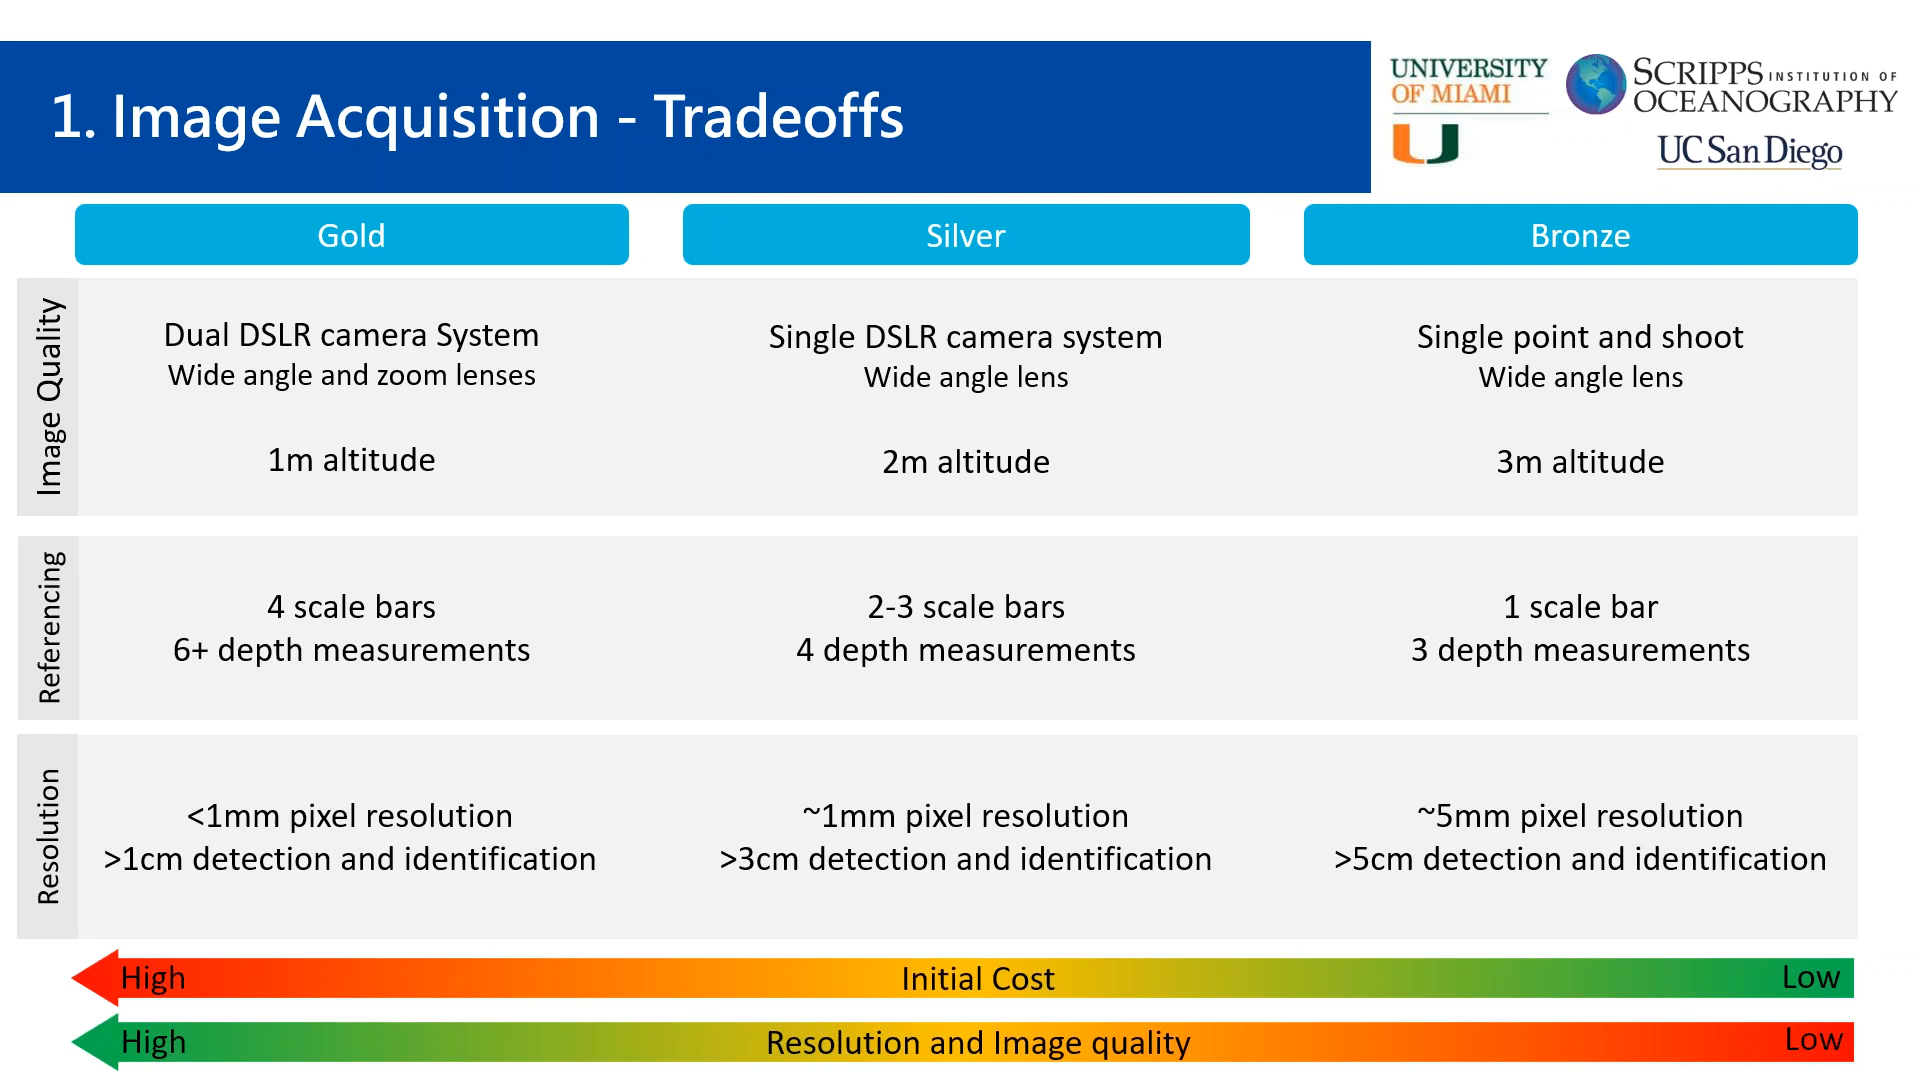 1. Image Acquisition - Tradeoffs
UNIVERSITY
OF MIAMI
SCRIPPS INSTITUTION OF
OCEANOGRAPHY
UC San Diego
Gold
Silver
Bronze
Image Quality
Dual DSLR camera System
Wide angle and zoom lenses
1m altitude
Single DSLR camera system
Wide angle lens
2m altitude
Single point and shoot
Wide angle lens
3m altitude
Referencing
4 scale bars
6+ depth measurements
2-3 scale bars
4 depth measurements
1 scale bar
3 depth measurements
Resolution
<1mm pixel resolution
>1cm detection and identification
~1mm pixel resolution
>3cm detection and identification
~5mm pixel resolution
>5cm detection and identification
High Initial Cost Low
High Resolution and Image quality Low